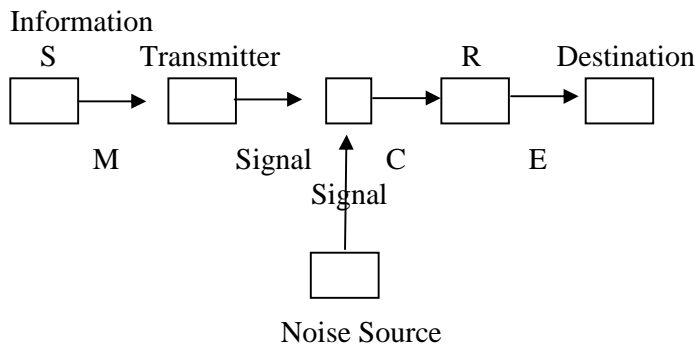 Information
S Transmitter R Destination
M Signal C E
Signal
Noise Source